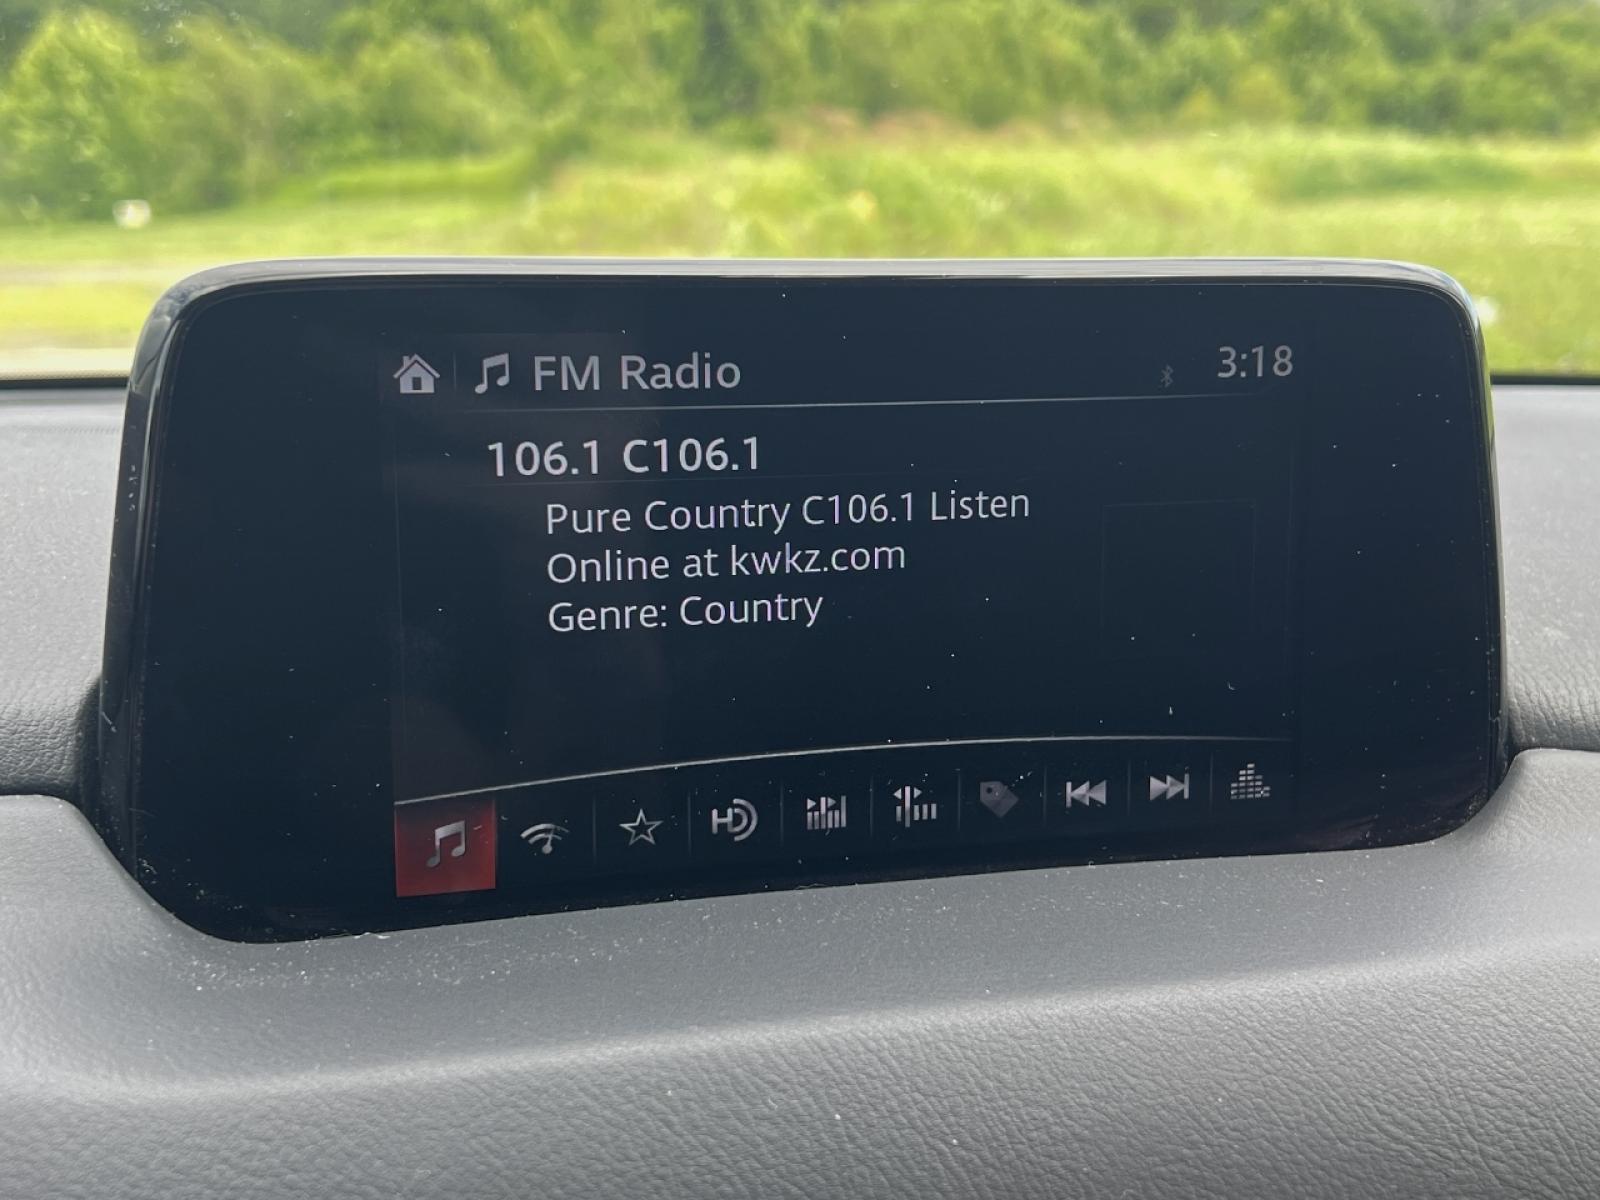 FM Radio
3:18
106.1 C106.1
Pure Country C106.1 Listen
Online at kwkz.com
Genre: Country
HD